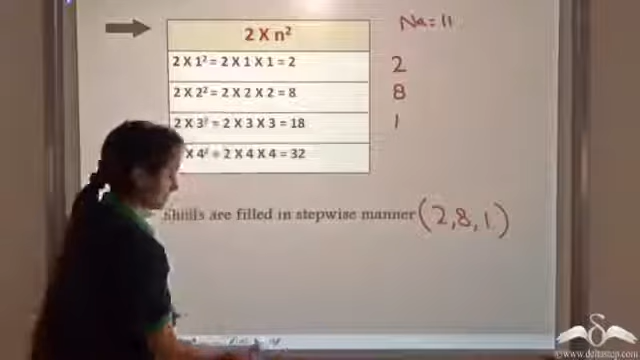 2 X n² Na = 11
2 X 1² = 2 X 1 X 1 = 2 2
2 X 2² = 2 X 2 X 2 = 8 8
2 X 3² = 2 X 3 X 3 = 18 1
X 4² = 2 X 4 X 4 = 32
Shells are filled in stepwise manner (2,8,1)
©www.deltastep.com